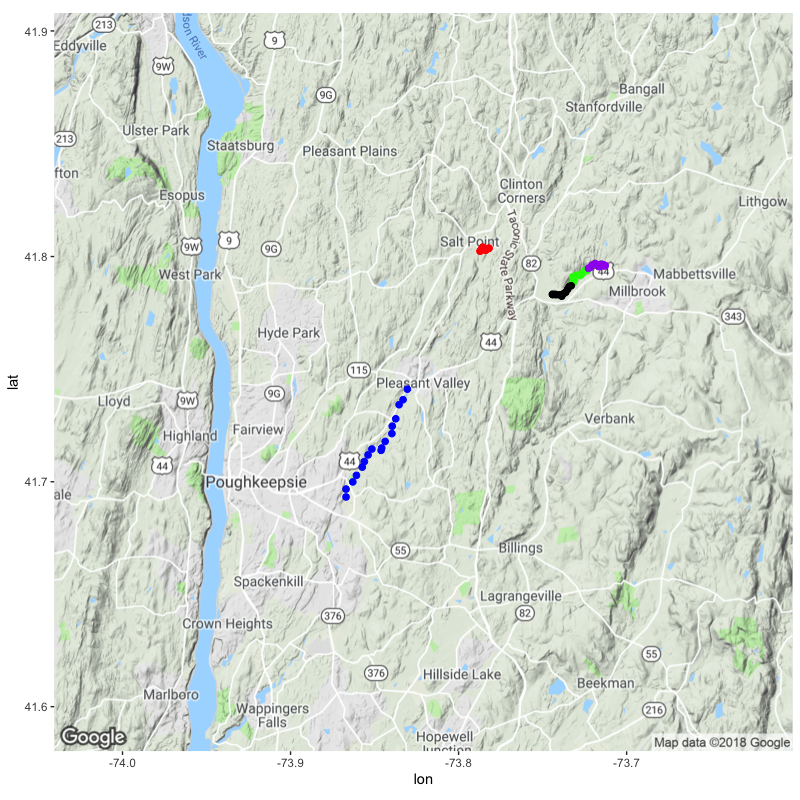 213
9
Eddyville
9W
dson River
41.9
9G
Bangall
Stanfordville
Ulster Park
213
Staatsburg
Pleasant Plains
fton
Clinton
Corners
Esopus
Lithgow
Taconic State Parkway
Salt Point
9W
9
9G
41.8
82
44
West Park
Mabbettsville
Millbrook
343
Hyde Park
44
115
Pleasant Valley
Lloyd
9W
9G
Verbank
Highland
Fairview
44
44
Poughkeepsie
41.7
ale
55
Billings
Spackenkill
Lagrangeville
376
82
Crown Heights
55
376
Hillside Lake
Marlboro
Beekman
Wappingers
Falls
216
41.6
Hopewell
Junction
Google
Map data ©2018 Google
-74.0
-73.9
-73.8
-73.7
lon
lat